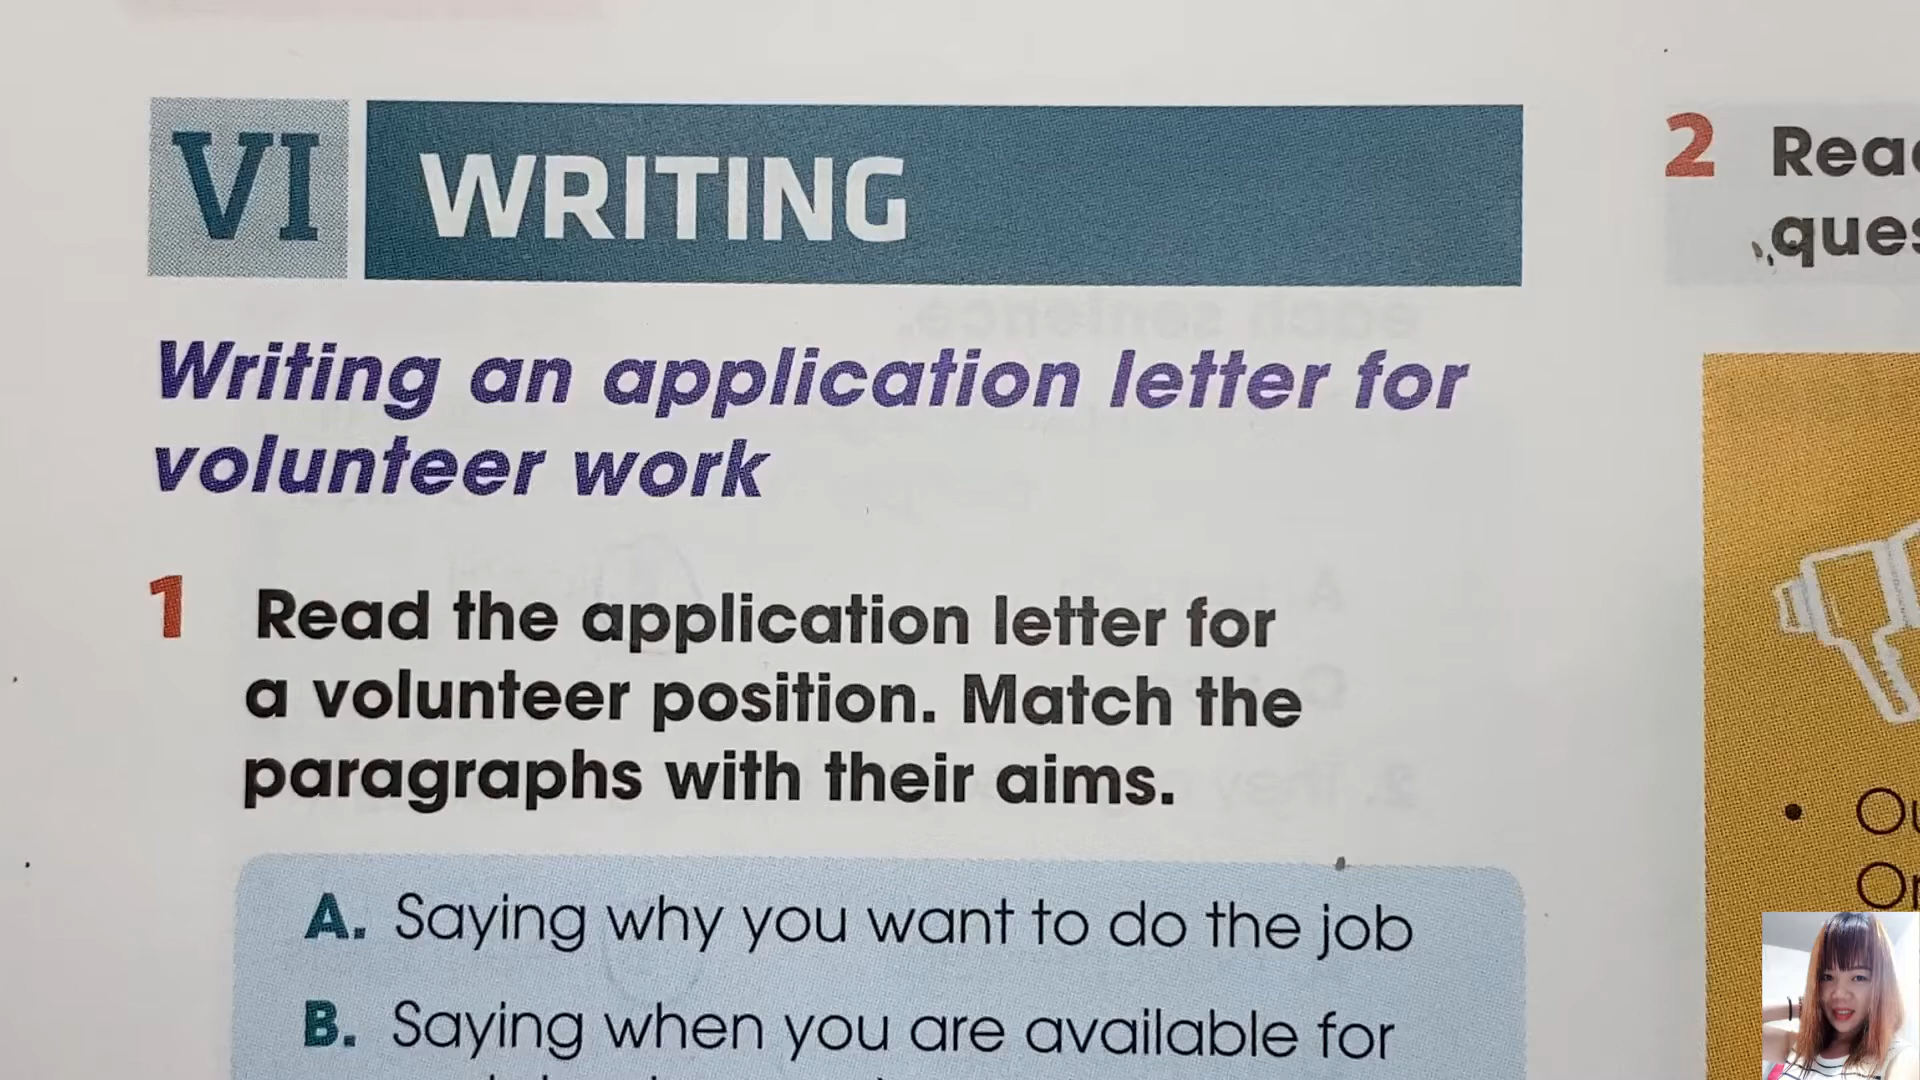 VI WRITING
Writing an application letter for
volunteer work
1 Read the application letter for
a volunteer position. Match the
paragraphs with their aims.
A. Saying why you want to do the job
B. Saying when you are available for
2